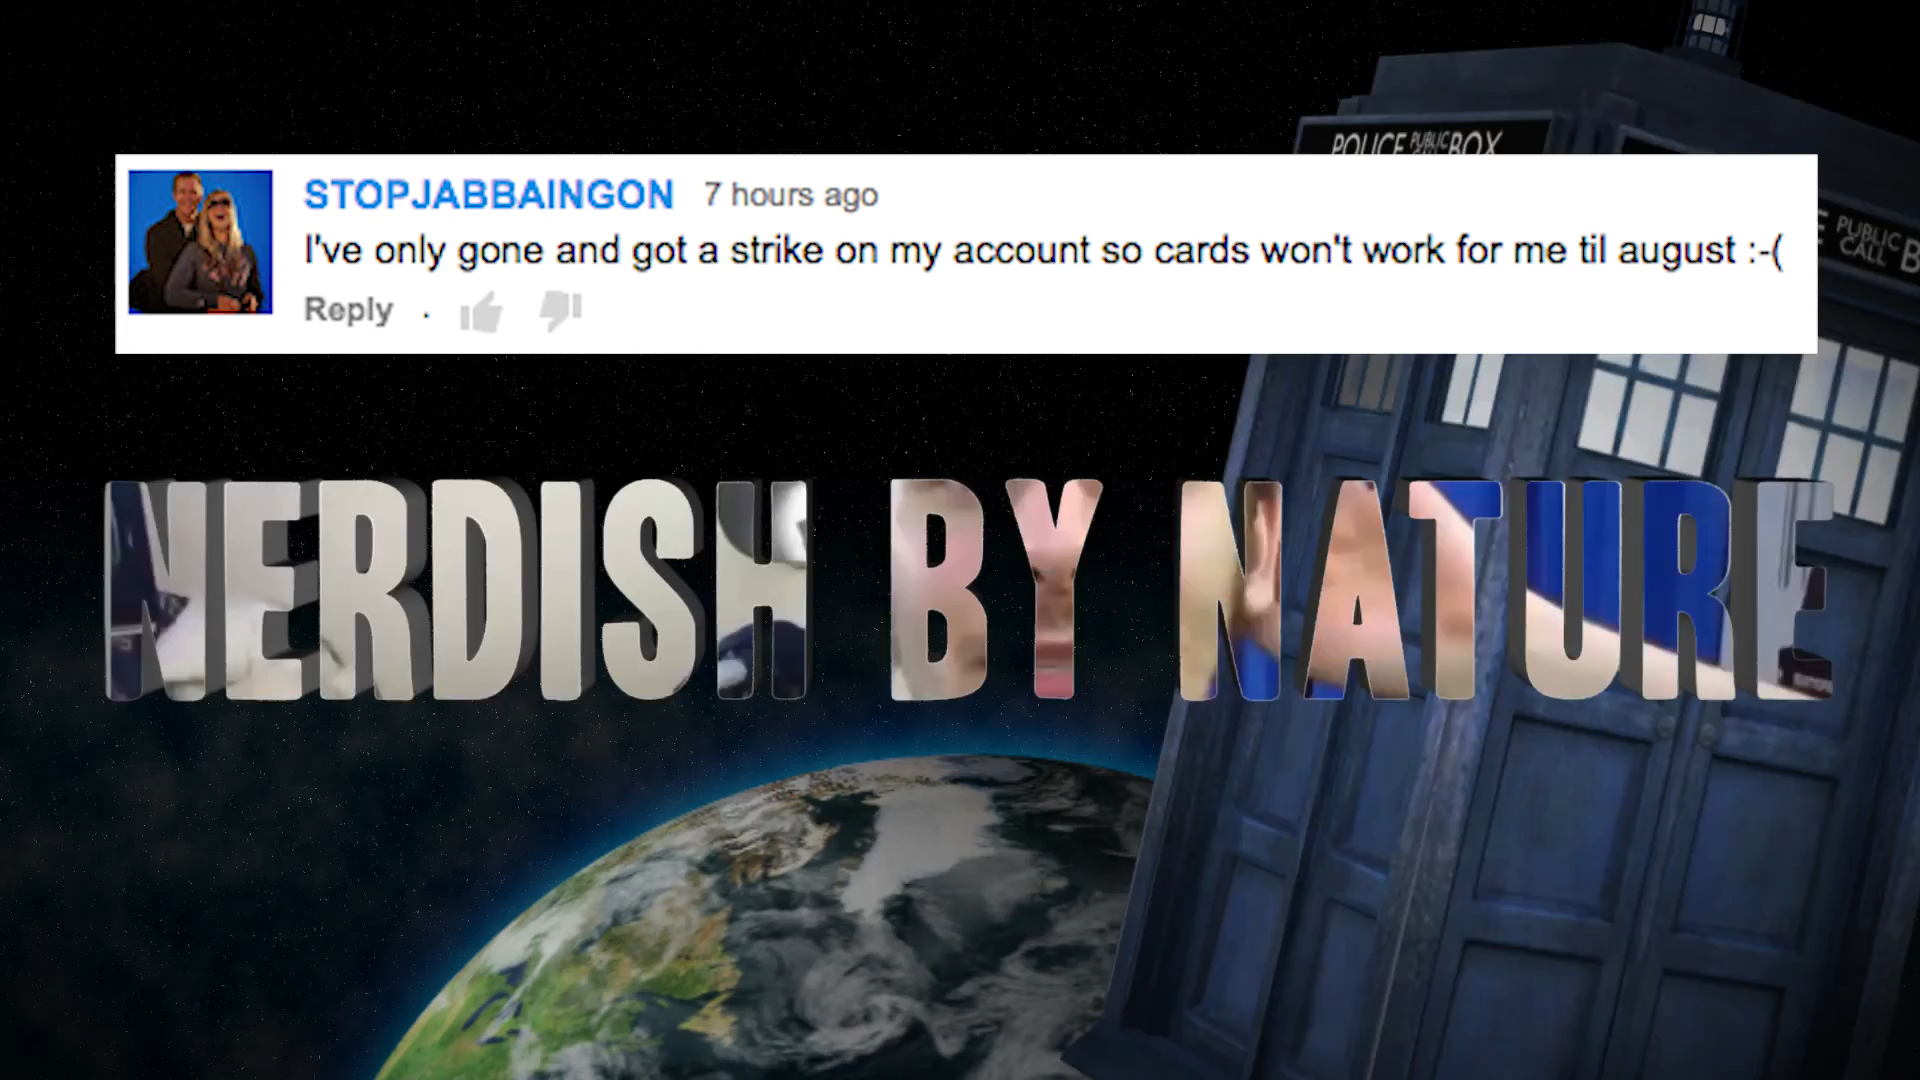 POLICE PUBLIC CALL BOX
STOPJABBAINGON 7 hours ago
I've only gone and got a strike on my account so cards won't work for me til august :-(
Reply .
PUBLIC
CALL
NERDISH BY NATURE